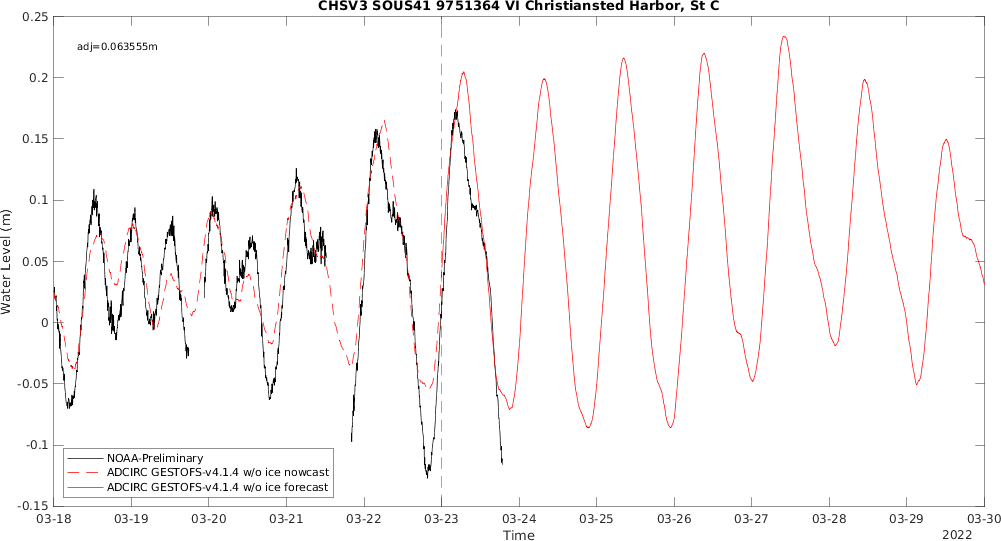 CHSV3 SOUS41 9751364 VI Christiansted Harbor, St C
adj=0.063555m
0.25
0.2
0.15
0.1
0.05
0
-0.05
-0.1
-0.15
Water Level (m)
NOAA-Preliminary
ADCIRC GESTOFS-v4.1.4 w/o ice nowcast
ADCIRC GESTOFS-v4.1.4 w/o ice forecast
03-18 03-19 03-20 03-21 03-22 03-23 03-24 03-25 03-26 03-27 03-28 03-29 03-30
Time
2022